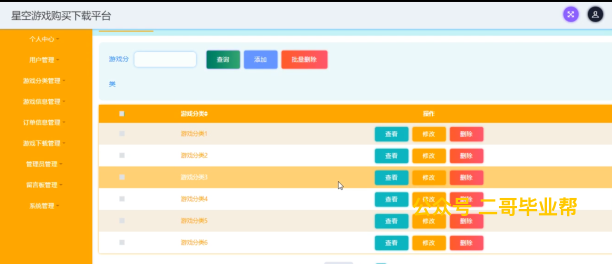 星空游戏购买下载平台
个人中心
用户管理
游戏分类管理
游戏信息管理
订单信息管理
游戏下载管理
管理员管理
留言板管理
系统管理
游戏分
类
查询 添加 批量删除
游戏分类 操作
游戏分类1 查看 修改 删除
游戏分类2 查看 修改 删除
游戏分类3 查看 修改 删除
游戏分类4 查看 修改 删除
游戏分类5 查看 修改 删除
游戏分类6 查看 修改 删除
公众号 二哥毕业帮